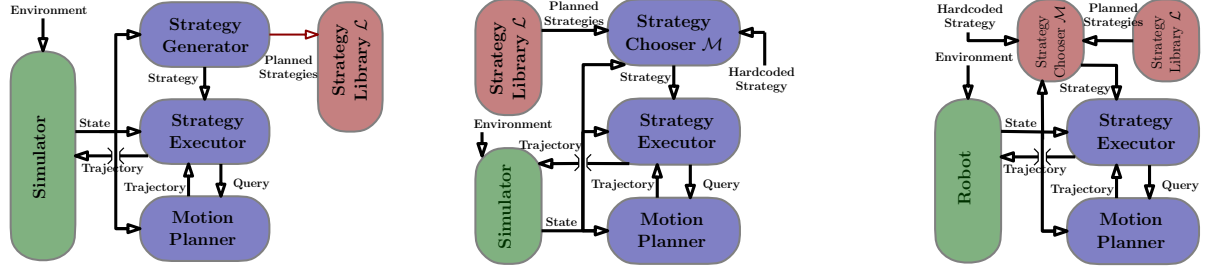 Environment
Strategy
Generator
Strategy
Library ℒ
Planned
Strategies
Strategy
Simulator
State
Strategy
Executor
Trajectory
Trajectory
Query
Motion
Planner
Planned
Strategies
Strategy
Library ℒ
Strategy
Chooser ℳ
Hardcoded
Strategy
Strategy
Environment
Strategy
Executor
Trajectory
Simulator
Trajectory
Query
State
Motion
Planner
Hardcoded
Strategy
Strategy
Chooser ℳ
Planned
Strategies
Strategy
Library ℒ
Environment
Strategy
Robot
State
Strategy
Executor
Trajectory
Trajectory
Query
Motion
Planner